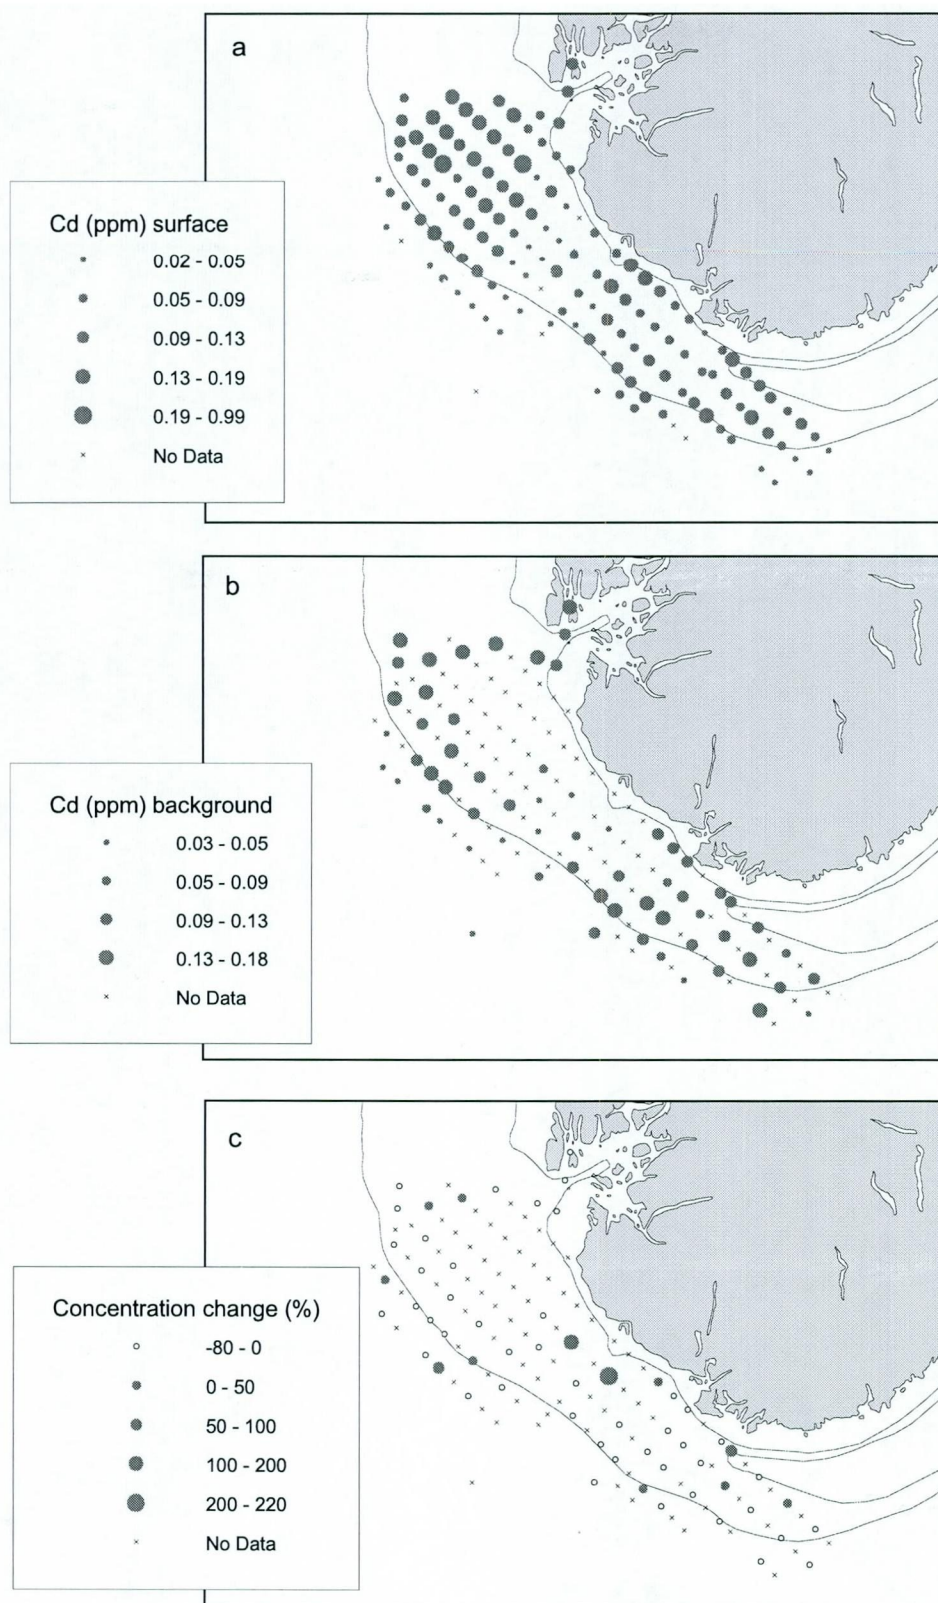 a
Cd (ppm) surface
0.02 - 0.05
0.05 - 0.09
0.09 - 0.13
0.13 - 0.19
0.19 - 0.99
No Data
b
Cd (ppm) background
0.03 - 0.05
0.05 - 0.09
0.09 - 0.13
0.13 - 0.18
No Data
c
Concentration change (%)
-80 - 0
0 - 50
50 - 100
100 - 200
200 - 220
No Data